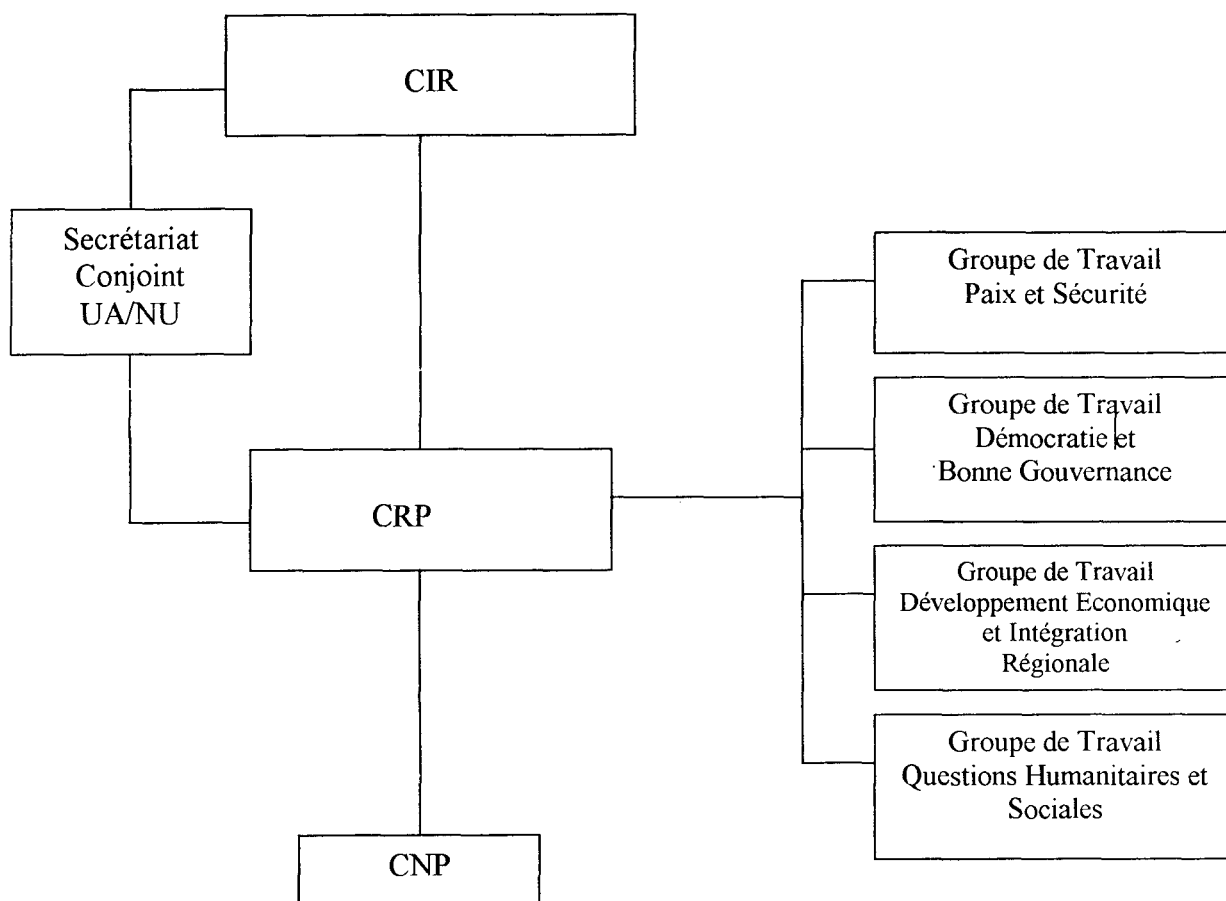 CIR
Secrétariat
Conjoint
UA/NU
Groupe de Travail
Paix et Sécurité
Groupe de Travail
Démocratie et
Bonne Gouvernance
CRP
Groupe de Travail
Développement Economique
et Intégration
Régionale
Groupe de Travail
Questions Humanitaires et
Sociales
CNP